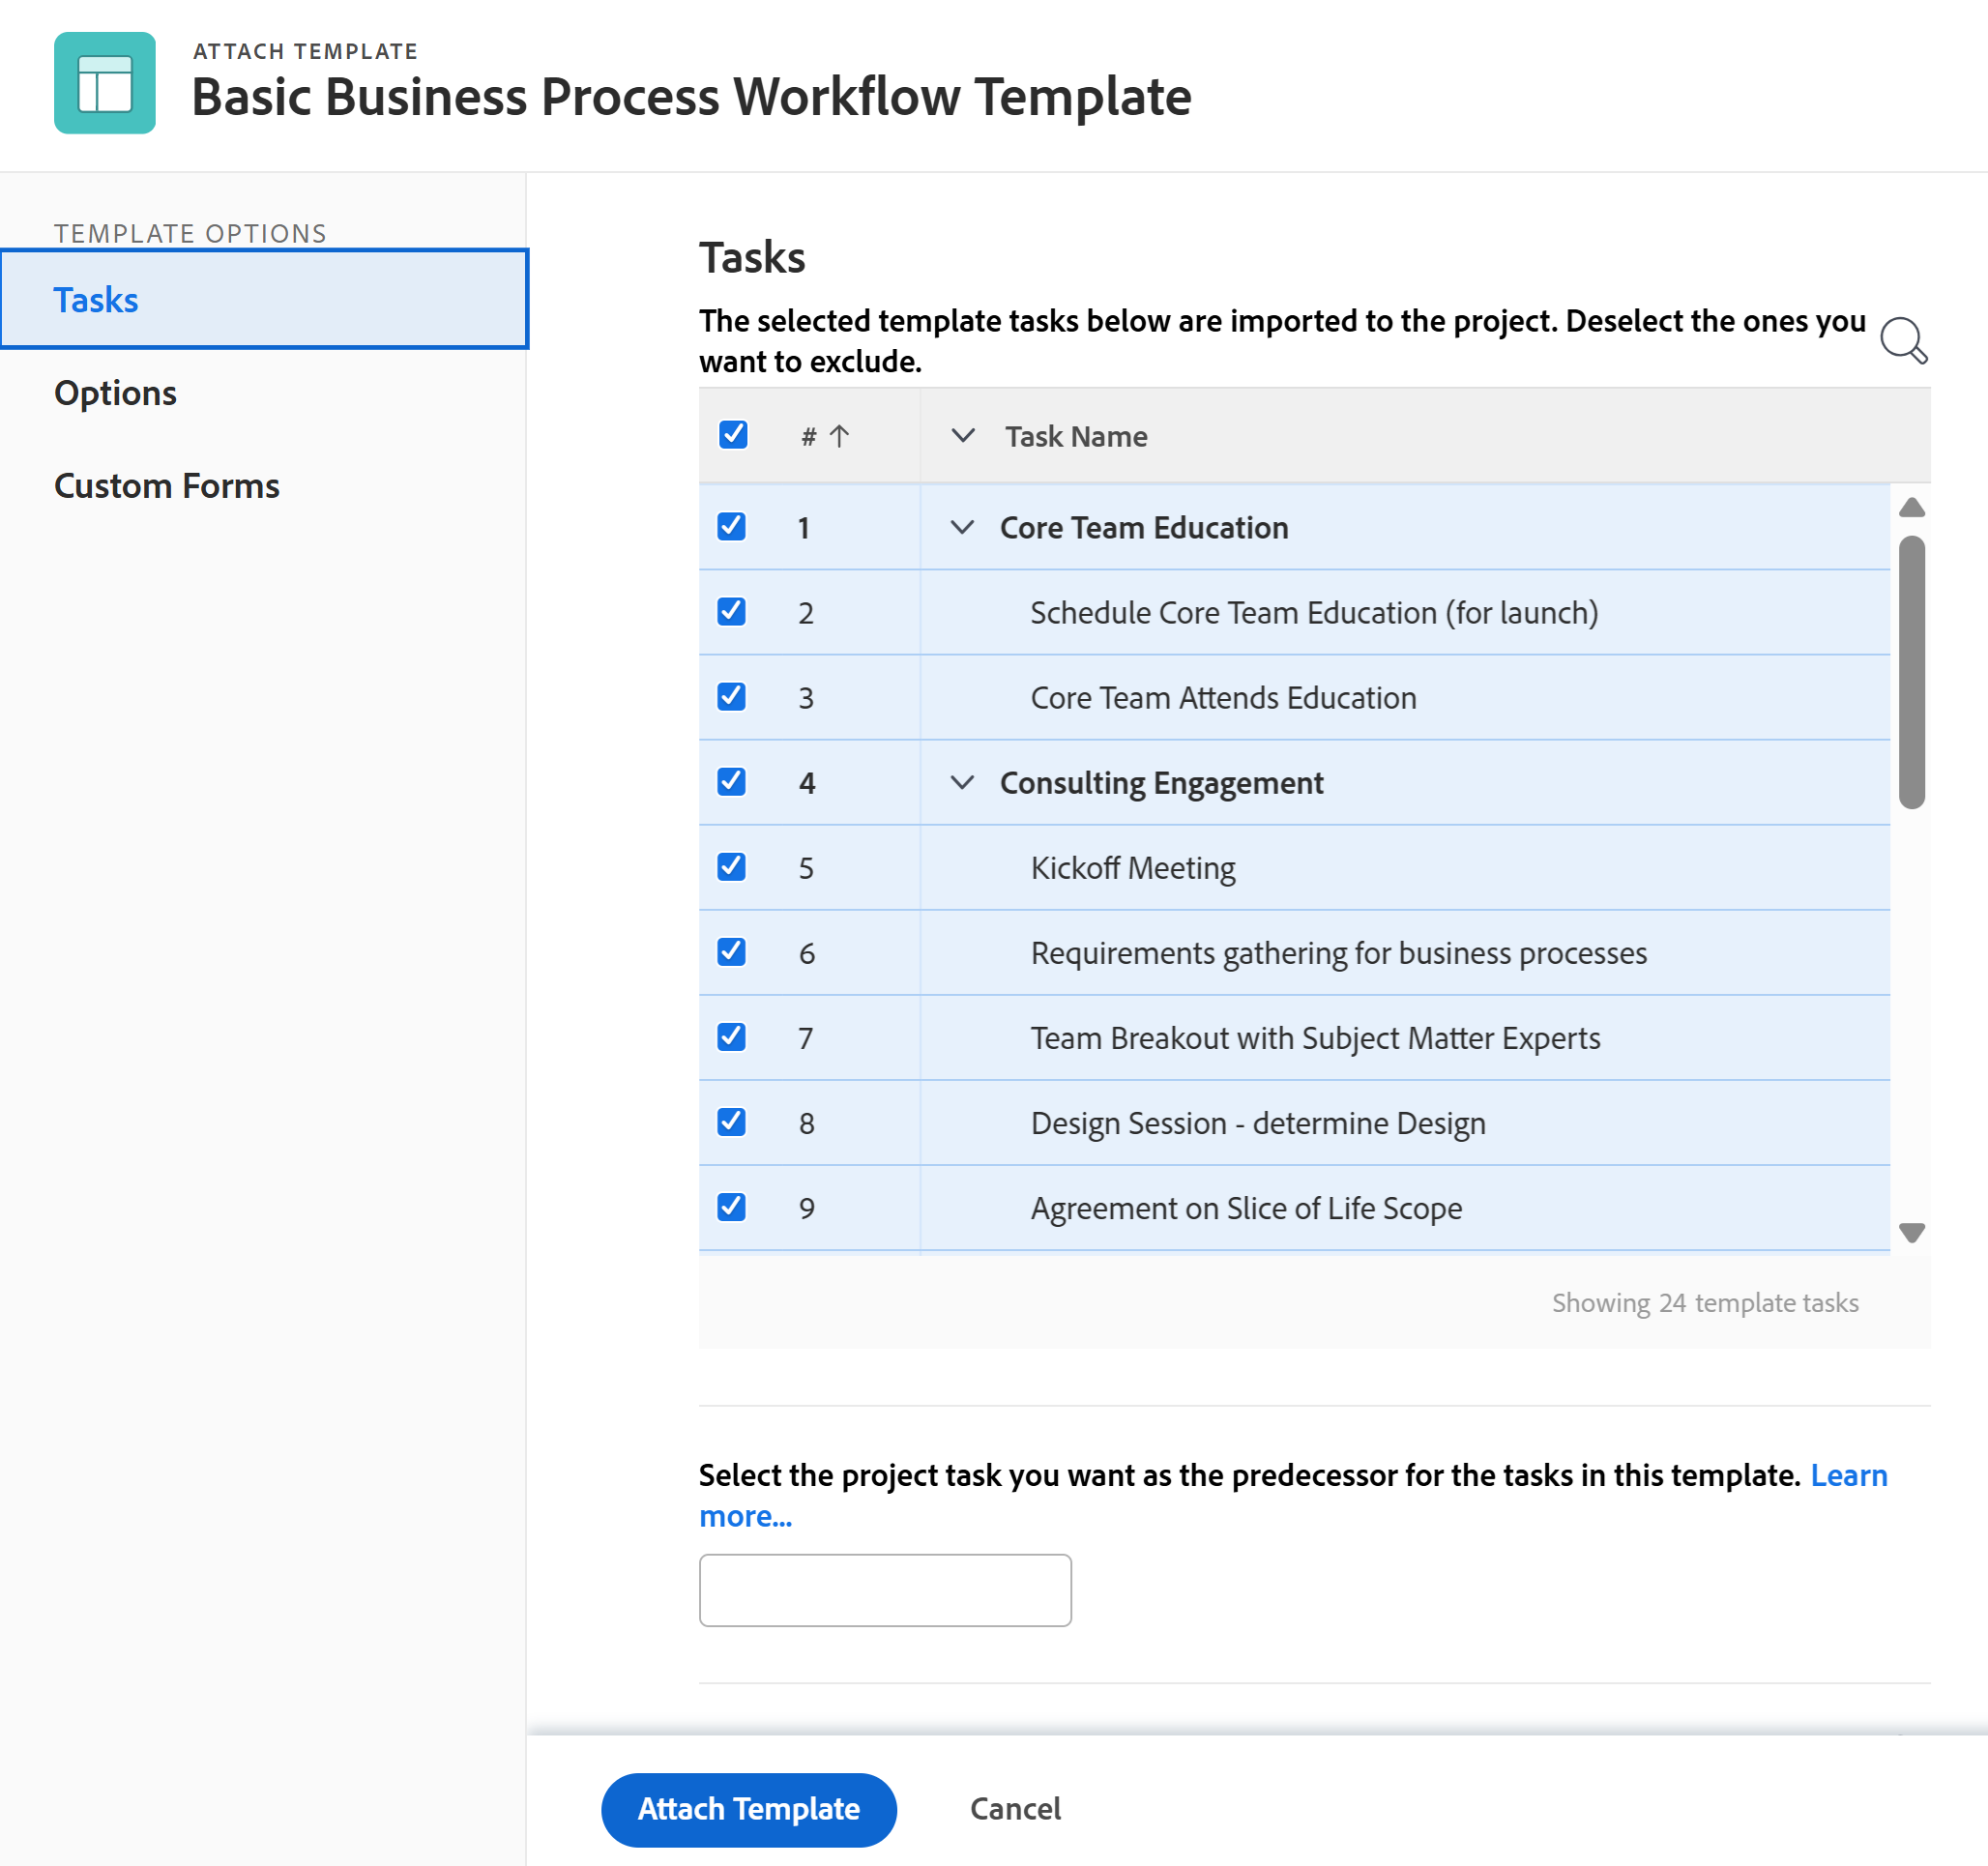 ATTACH TEMPLATE
Basic Business Process Workflow Template
TEMPLATE OPTIONS
Tasks
Options
Custom Forms
Tasks
The selected template tasks below are imported to the project. Deselect the ones you
want to exclude.
# ↑ Task Name
1 Core Team Education
2 Schedule Core Team Education (for launch)
3 Core Team Attends Education
4 Consulting Engagement
5 Kickoff Meeting
6 Requirements gathering for business processes
7 Team Breakout with Subject Matter Experts
8 Design Session - determine Design
9 Agreement on Slice of Life Scope
Showing 24 template tasks
Select the project task you want as the predecessor for the tasks in this template. Learn
more...
Attach Template Cancel